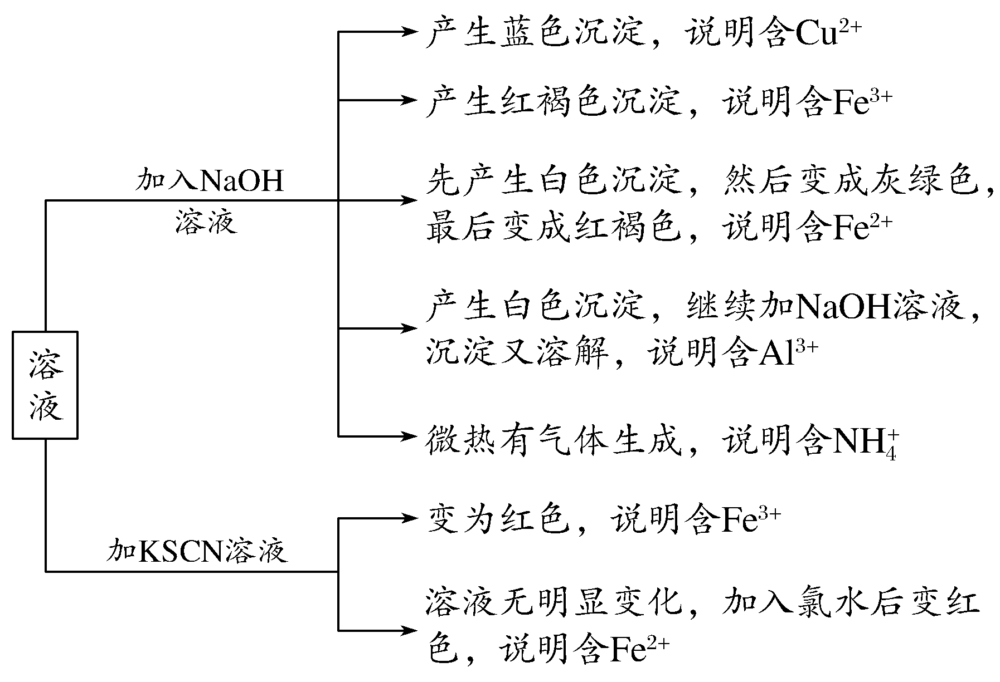 产生蓝色沉淀，说明含Cu²⁺
产生红褐色沉淀，说明含Fe³⁺
加入NaOH
溶液
先产生白色沉淀，然后变成灰绿色，
最后变成红褐色，说明含Fe²⁺
产生白色沉淀，继续加NaOH溶液，
沉淀又溶解，说明含Al³⁺
溶
液
微热有气体生成，说明含NH₄⁺
加KSCN溶液
变为红色，说明含Fe³⁺
溶液无明显变化，加入氯水后变红
色，说明含Fe²⁺